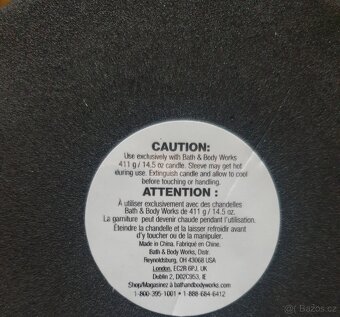 CAUTION:
Use exclusively with Bath & Body Works
411 g / 14.5 oz candle. Sleeve may get hot
during use. Extinguish candle and allow to cool
before touching or handling.
ATTENTION :
À utiliser exclusivement avec des chandelles
Bath & Body Works de 411 g / 14,5 oz.
La garniture peut devenir chaude pendant l'utilisation.
Éteindre la chandelle et la laisser refroidir avant
d'y toucher ou de la manipuler.
Made in China, Fabriqué en Chine.
Bath & Body Works, Distr.
Reynoldsburg, OH 43068 USA
London, EC2R 6PJ, UK
Dublin 2, D02C953, IE
Shop/Magasinez à bathandbodyworks.com
1-800-395-1001 • 1-888-684-6412
Bazoš.cz